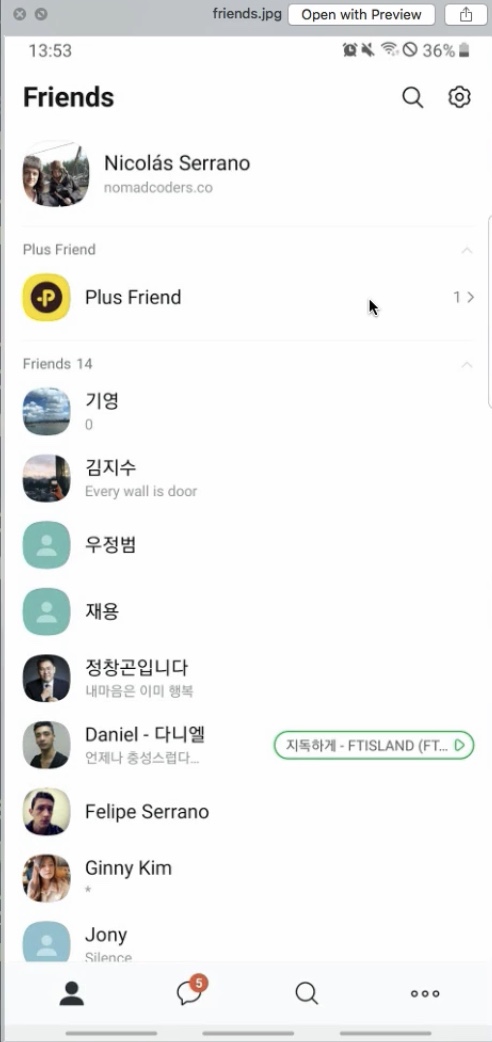 friends.jpg
Open with Preview
13:53
36%
Friends
Nicolás Serrano
nomadcoders.co
Plus Friend
Plus Friend
1
Friends 14
기영
0
김지수
Every wall is door
우정범
재용
정창곤입니다
내마음은 이미 행복
Daniel - 다니엘
언제나 충성스럽다...
지독하게 - FTISLAND (FT...
Felipe Serrano
Ginny Kim
*
Jony
Silence
5